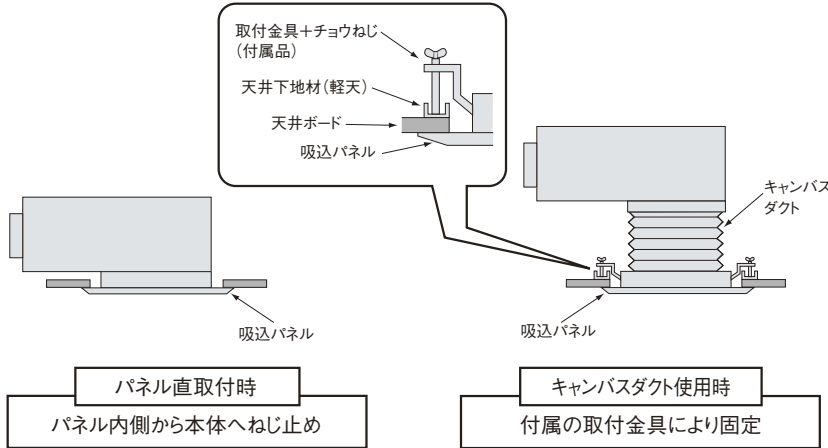 取付金具+チョウねじ
(付属品)
天井下地材(軽天)
天井ボード
吸込パネル
キャンバス
ダクト
吸込パネル
吸込パネル
パネル直取付時
パネル内側から本体へねじ止め
キャンバスダクト使用時
付属の取付金具により固定